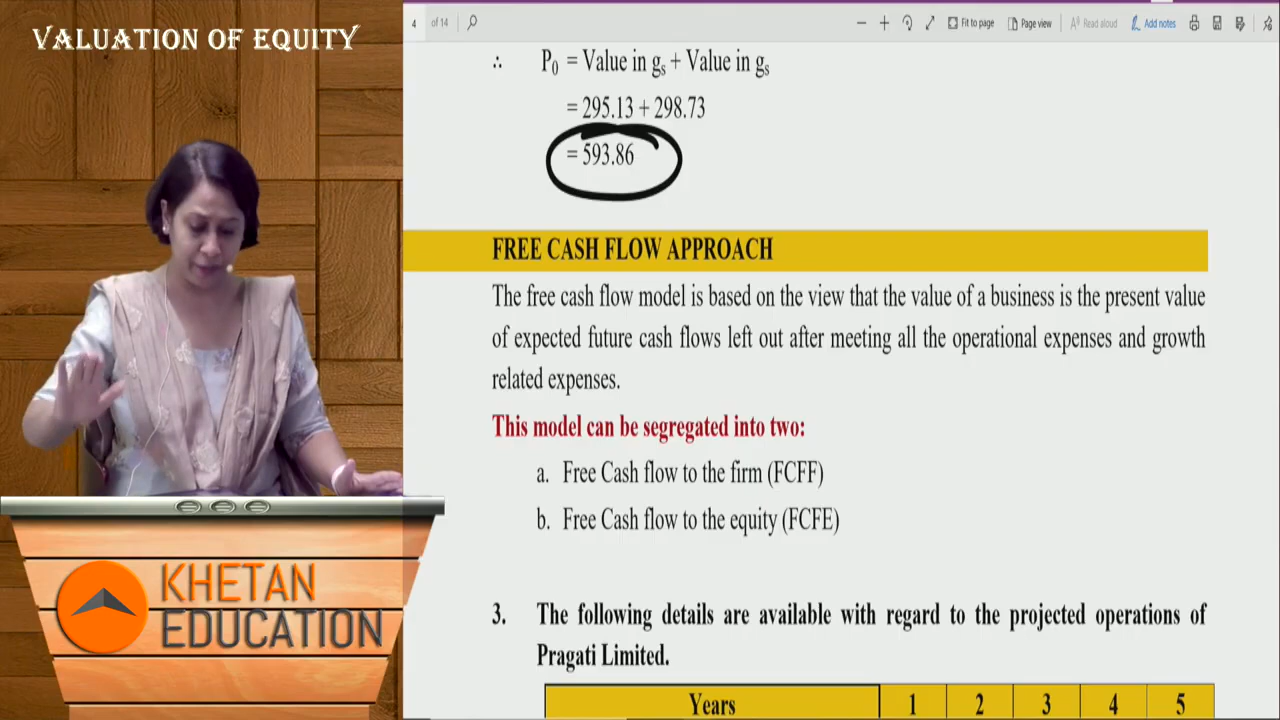 VALUATION OF EQUITY
4 of 14
Fit to page Page view Read aloud Add notes
∴ P0 = Value in gs + Value in gs
= 295.13 + 298.73
= 593.86
FREE CASH FLOW APPROACH
The free cash flow model is based on the view that the value of a business is the present value
of expected future cash flows left out after meeting all the operational expenses and growth
related expenses.
This model can be segregated into two:
a. Free Cash flow to the firm (FCFF)
b. Free Cash flow to the equity (FCFE)
3. The following details are available with regard to the projected operations of
Pragati Limited.
Years 1 2 3 4 5
KHETAN
EDUCATION